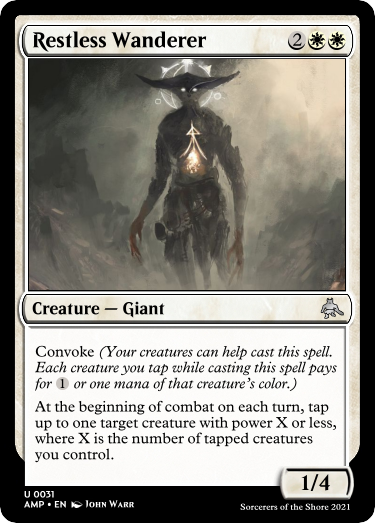 Restless Wanderer 2
Creature — Giant
Convoke (Your creatures can help cast this spell.
Each creature you tap while casting this spell pays
for 1 or one mana of that creature's color.)
At the beginning of combat on each turn, tap
up to one target creature with power X or less,
where X is the number of tapped creatures
you control.
1/4
U 0031
AMP • EN John Warr
Sorcerers of the Shore 2021